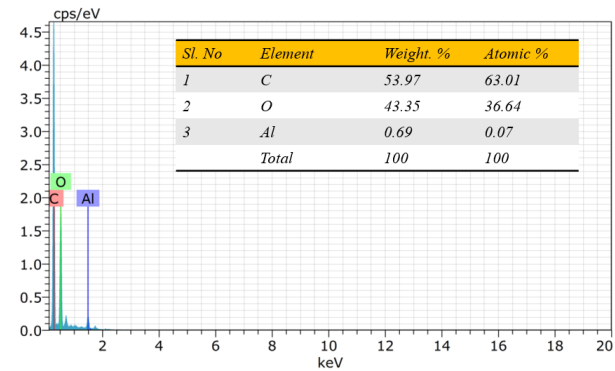 cps/eV
4.5
4.0
3.5
3.0
2.5
2.0
1.5
1.0
0.5
0.0
Sl. No Element Weight. % Atomic %
1 C 53.97 63.01
2 O 43.35 36.64
3 Al 0.69 0.07
Total 100 100
O
C
Al
2 4 6 8 10 12 14 16 18 20
keV